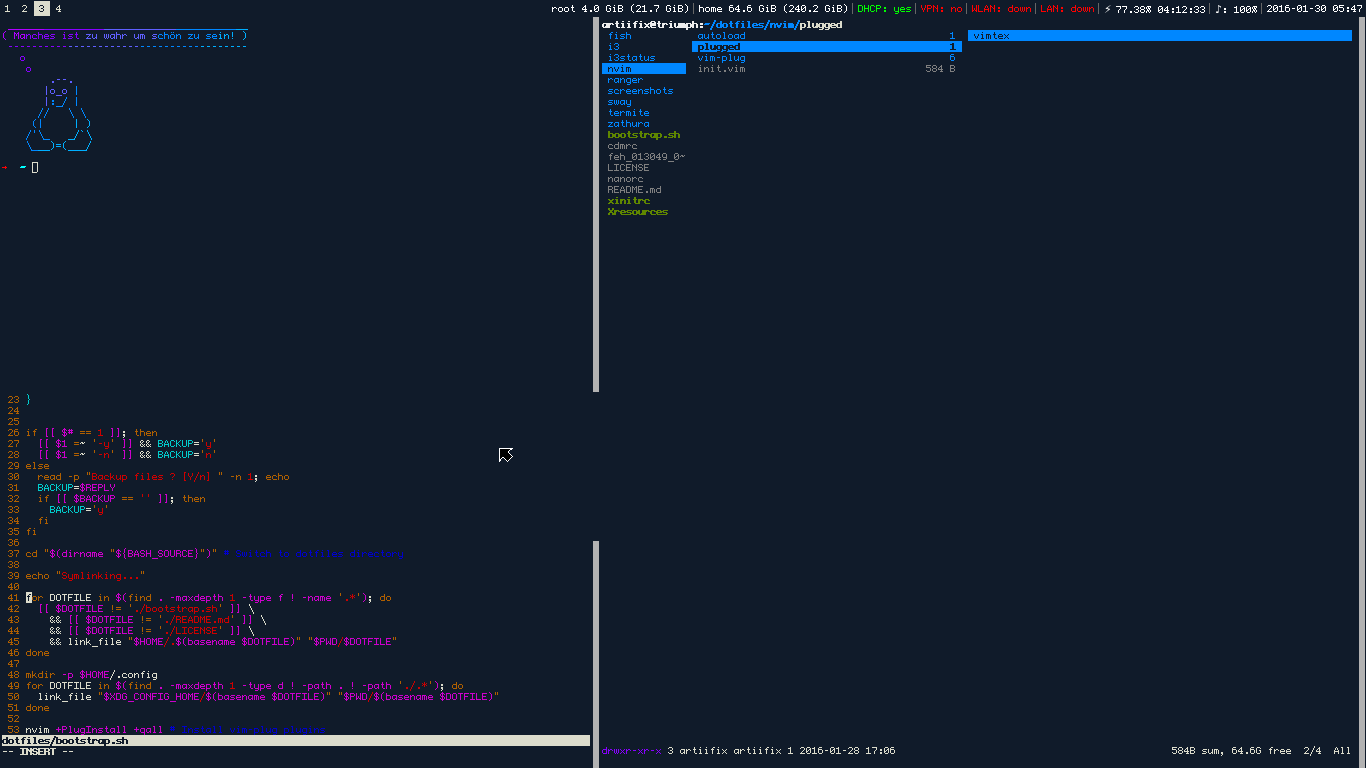 1 2 3 4
root 4.0 GiB (21.7 GiB)│home 64.6 GiB (240.2 GiB)│DHCP: yes│VPN: no│WLAN: down│LAN: down│⚡ 77.38% 04:12:33│♪: 100%│2016-01-30 05:47
( Manches ist zu wahr um schön zu sein! )
o
o
.--.
|o_o |
|:_/ |
//   \ \
(|     | )
/'\_   _/`\
\___)=(___/
→ ~
23 }
24
25
26 if [[ $# == 1 ]]; then
27   [[ $1 =~ '-y' ]] && BACKUP='y'
28   [[ $1 =~ '-n' ]] && BACKUP='n'
29 else
30   read -p "Backup files ? [Y/n] " -n 1; echo
31   BACKUP=$REPLY
32   if [[ $BACKUP == '' ]]; then
33     BACKUP='y'
34   fi
35 fi
36
37 cd "$(dirname "${BASH_SOURCE}")"   Switch to dotfiles directory
38
39 echo "Symlinking..."
40
41 for DOTFILE in $(find . -maxdepth 1 -type f ! -name '.*'); do
42   [[ $DOTFILE != './bootstrap.sh' ]] \
43     && [[ $DOTFILE != './README.md' ]] \
44     && [[ $DOTFILE != './LICENSE' ]] \
45     && link_file "$HOME/.$(basename $DOTFILE)" "$PWD/$DOTFILE"
46 done
47
48 mkdir -p $HOME/.config
49 for DOTFILE in $(find . -maxdepth 1 -type d ! -path . ! -path './.*'); do
50   link_file "$XDG_CONFIG_HOME/$(basename $DOTFILE)" "$PWD/$(basename $DOTFILE)"
51 done
52
53 nvim +PlugInstall +qall   Install vim plug plugins
dotfiles/bootstrap.sh
-- INSERT --
artiifix@triumph:~/dotfiles/nvim/plugged
fish
i3
i3status
nvim
ranger
screenshots
sway
termite
zathura
bootstrap.sh
cdmrc
feh_013049_0~
LICENSE
nanorc
README.md
xinitrc
Xresources
autoload 1
plugged 1
vim-plug 6
init.vim 584 B
vimtex
drwxr-xr-x 3 artiifix artiifix 1 2016-01-28 17:06
584B sum, 64.6G free  2/4  All